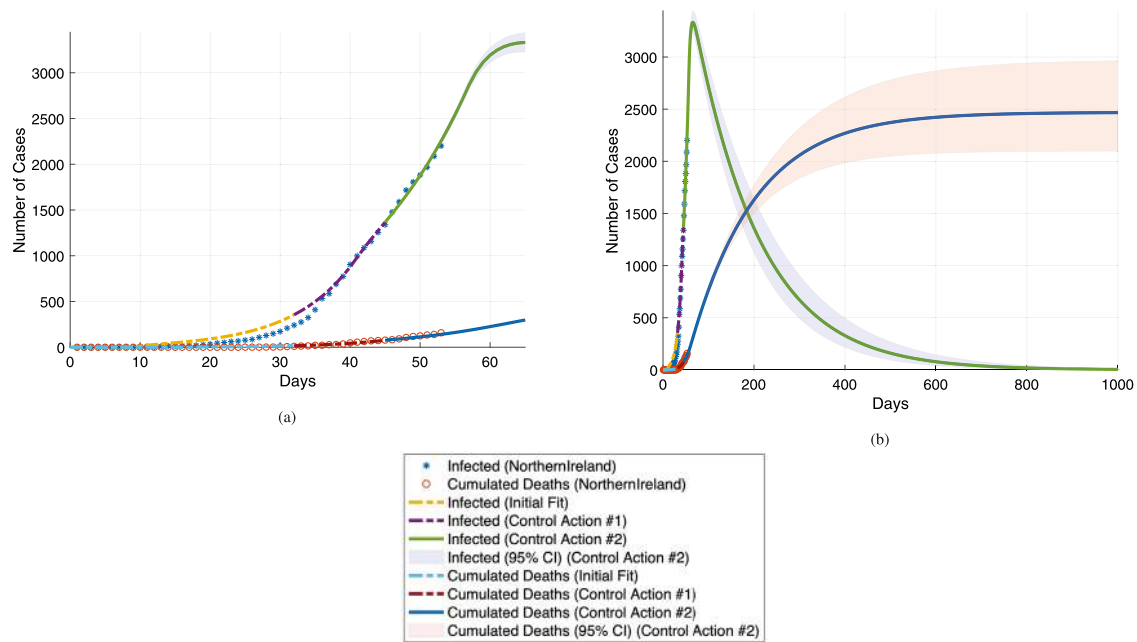 3000
2500
2000
1500
1000
500
0
Number of Cases
0 10 20 30 40 50 60
Days
(a)
3000
2500
2000
1500
1000
500
0
Number of Cases
0 200 400 600 800 1000
Days
(b)
Infected (NorthernIreland)
Cumulated Deaths (NorthernIreland)
Infected (Initial Fit)
Infected (Control Action #1)
Infected (Control Action #2)
Infected (95% CI) (Control Action #2)
Cumulated Deaths (Initial Fit)
Cumulated Deaths (Control Action #1)
Cumulated Deaths (Control Action #2)
Cumulated Deaths (95% CI) (Control Action #2)